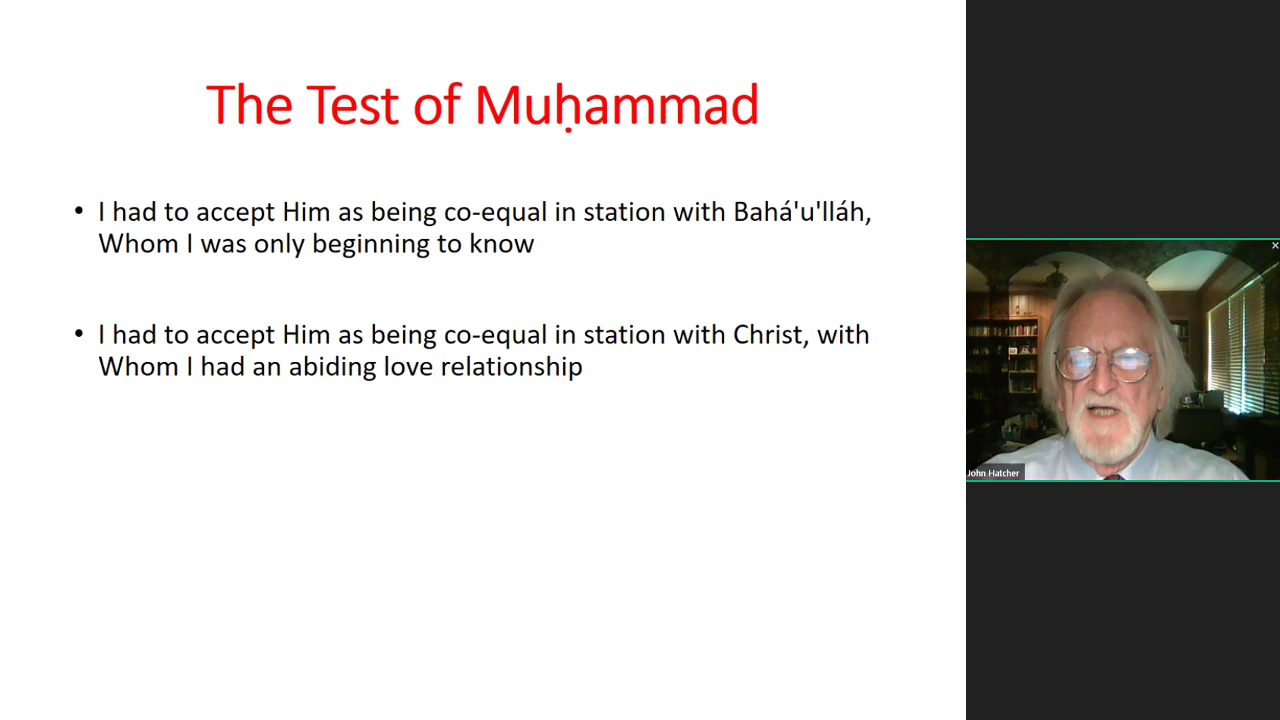 The Test of Muḥammad
• I had to accept Him as being co-equal in station with Bahá'u'lláh,
Whom I was only beginning to know
• I had to accept Him as being co-equal in station with Christ, with
Whom I had an abiding love relationship
John Hatcher